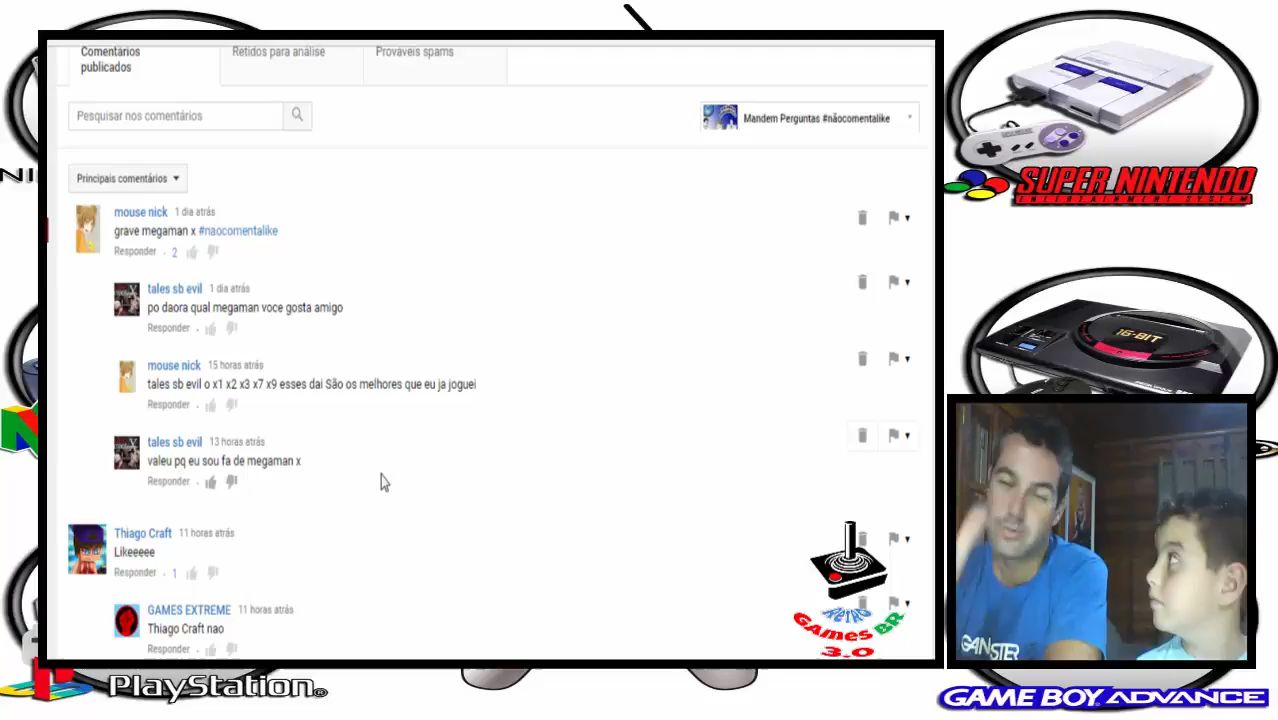 Comentários publicados
Retidos para análise
Prováveis spams
Pesquisar nos comentários
Mandem Perguntas #nãocomentalike
Principais comentários
mouse nick 1 dia atrás
grave megaman x #naocomentalike
Responder . 2
tales sb evil 1 dia atrás
po daora qual megaman voce gosta amigo
Responder .
mouse nick 15 horas atrás
tales sb evil o x1 x2 x3 x7 x9 esses dai São os melhores que eu ja joguei
Responder .
tales sb evil 13 horas atrás
valeu pq eu sou fa de megaman x
Responder .
Thiago Craft 11 horas atrás
Likeeeee
Responder . 1
GAMES EXTREME 11 horas atrás
Thiago Craft nao
Responder .
RETRO
GAMES BR
3.0
SUPER NINTENDO
ENTERTAINMENT SYSTEM
16-BIT
GANSTER
NI
PlayStation®
GAME BOY ADVANCE